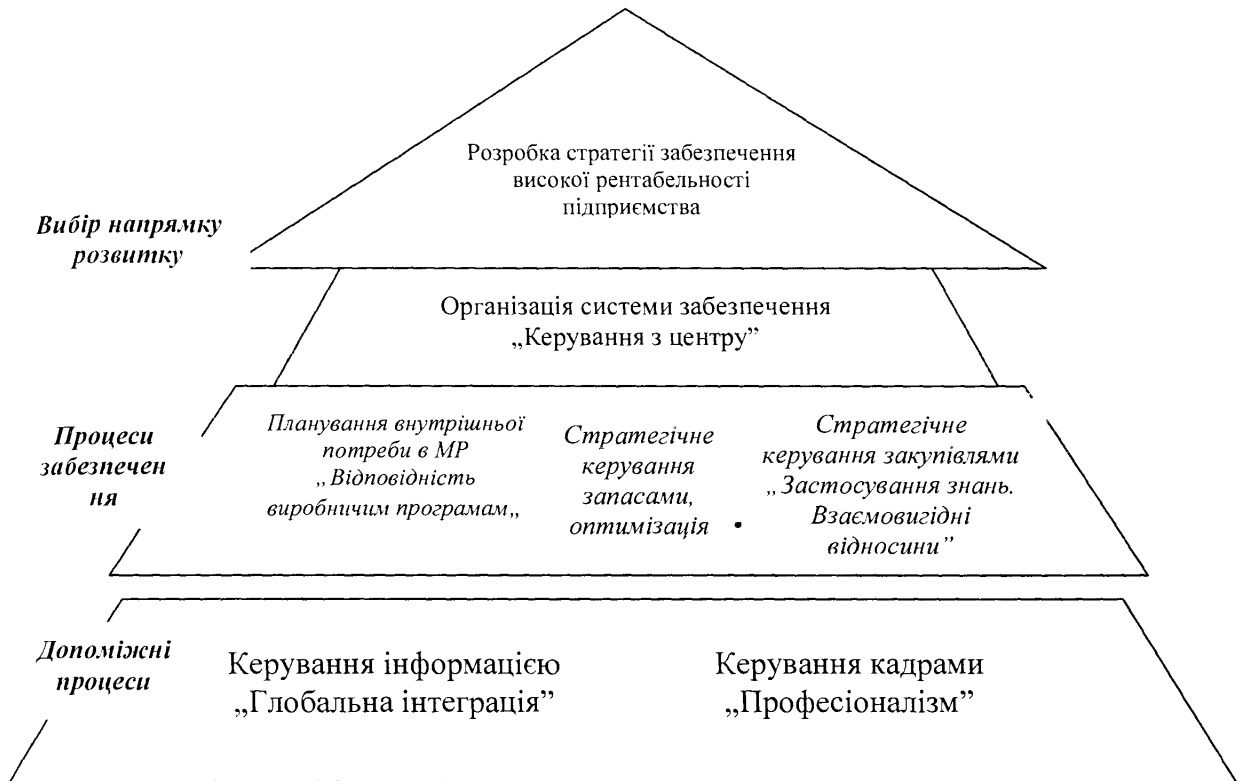 Розробка стратегії забезпечення
високої рентабельності
підприємства
Вибір напрямку
розвитку
Організація системи забезпечення
„Керування з центру”
Процеси
забезпечен
ня
Планування внутрішньої
потреби в МР
„Відповідність
виробничим програмам„
Стратегічне
керування
запасами,
оптимізація
Стратегічне
керування закупівлями
„Застосування знань.
Взаємовигідні
відносини”
Допоміжні
процеси
Керування інформацією
„Глобальна інтеграція”
Керування кадрами
„Професіоналізм”